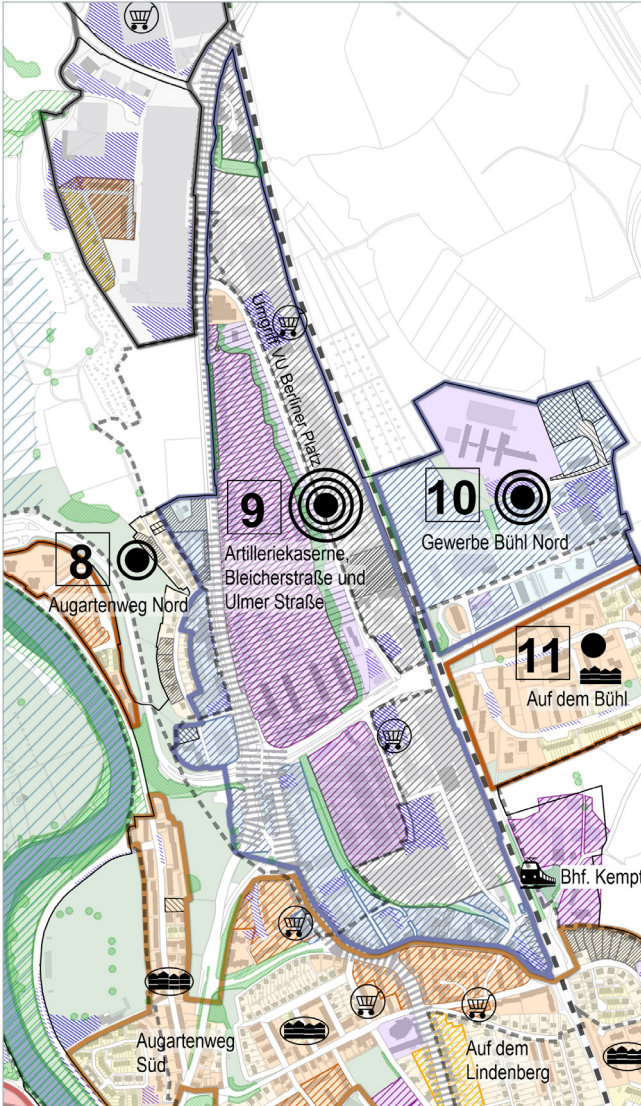 Umgriff VU Berliner Platz
9
Artilleriekaserne,
Bleicherstraße und
Ulmer Straße
10
Gewerbe Bühl Nord
8
Augartenweg Nord
11
Auf dem Bühl
Bhf. Kempt
Augartenweg
Süd
Auf dem
Lindenberg